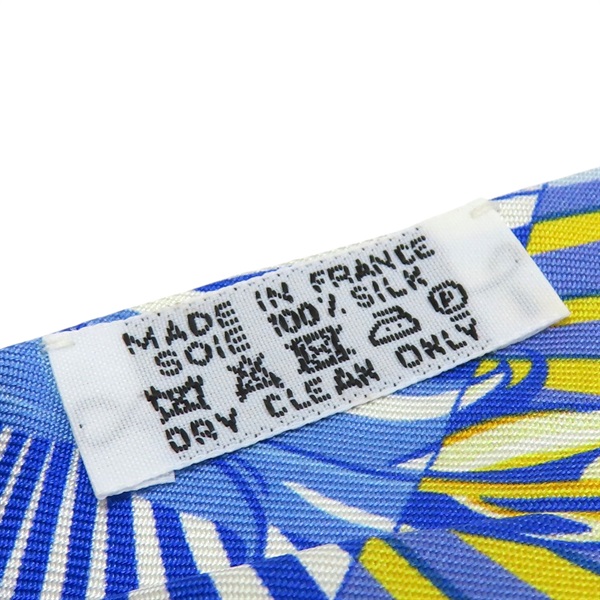 MADE IN FRANCE
SOIE 100% SILK
P
DRY CLEAN ONLY